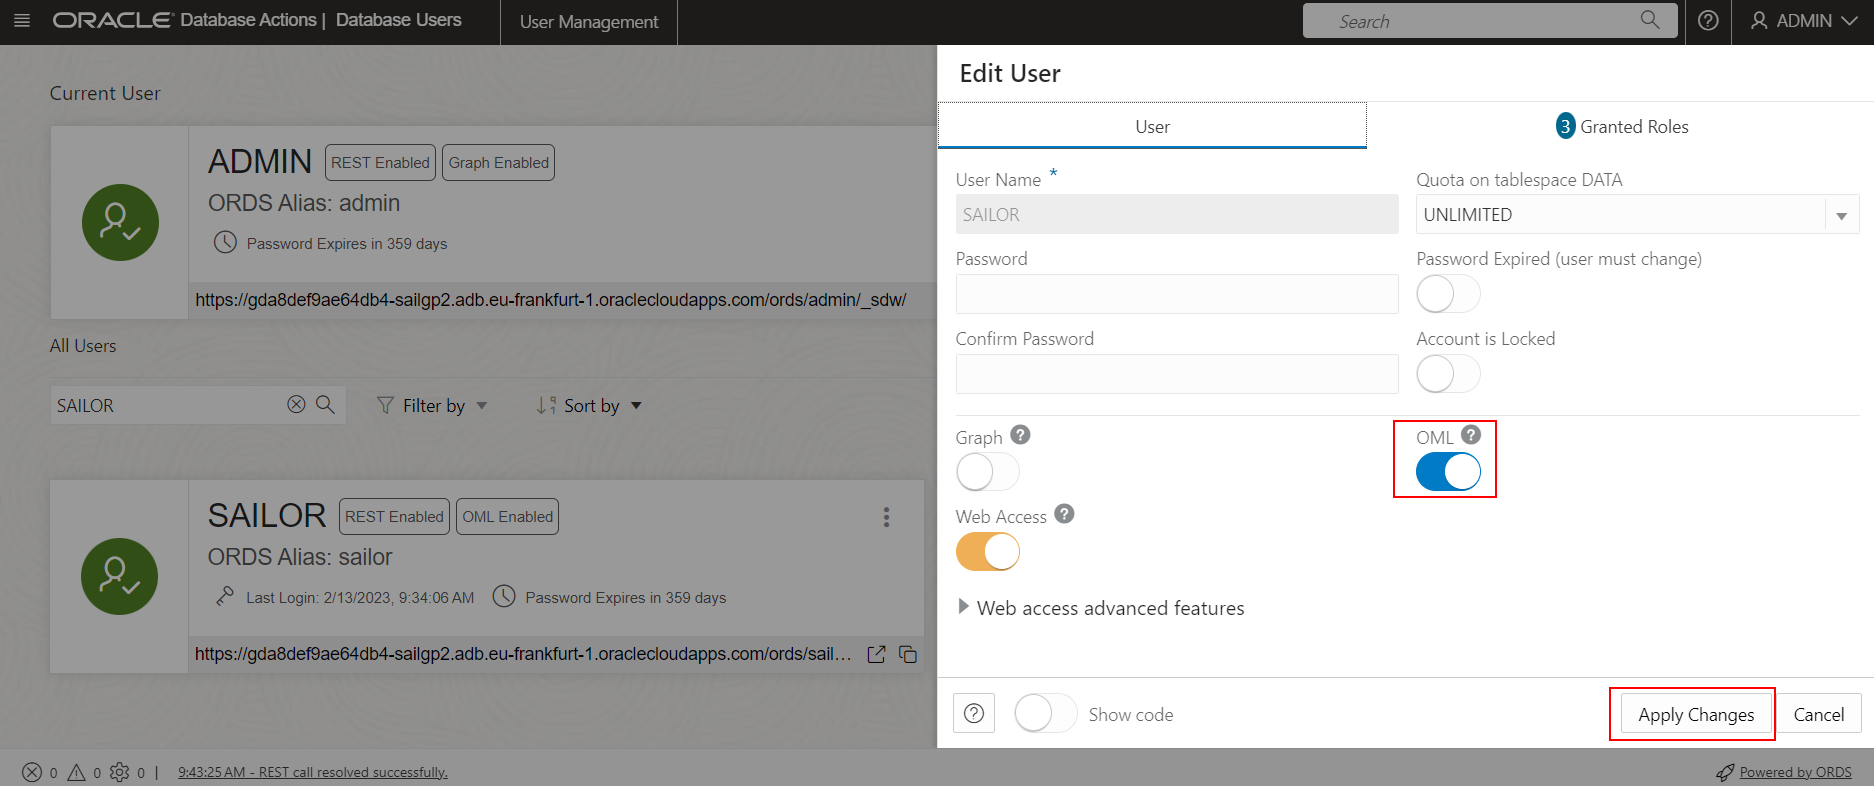 ORACLE Database Actions | Database Users
User Management
Search
ADMIN
Current User
ADMIN REST Enabled Graph Enabled
ORDS Alias: admin
Password Expires in 359 days
https://gda8def9ae64db4-sailgp2.adb.eu-frankfurt-1.oraclecloudapps.com/ords/admin/_sdw/
All Users
SAILOR
Filter by
Sort by
SAILOR REST Enabled OML Enabled
ORDS Alias: sailor
Last Login: 2/13/2023, 9:34:06 AM Password Expires in 359 days
https://gda8def9ae64db4-sailgp2.adb.eu-frankfurt-1.oraclecloudapps.com/ords/sail...
Edit User
User
3 Granted Roles
User Name *
SAILOR
Quota on tablespace DATA
UNLIMITED
Password
Password Expired (user must change)
Confirm Password
Account is Locked
Graph ?
OML ?
Web Access ?
Web access advanced features
? Show code
Apply Changes
Cancel
0 0 0 | 9:43:25 AM - REST call resolved successfully.
Powered by ORDS